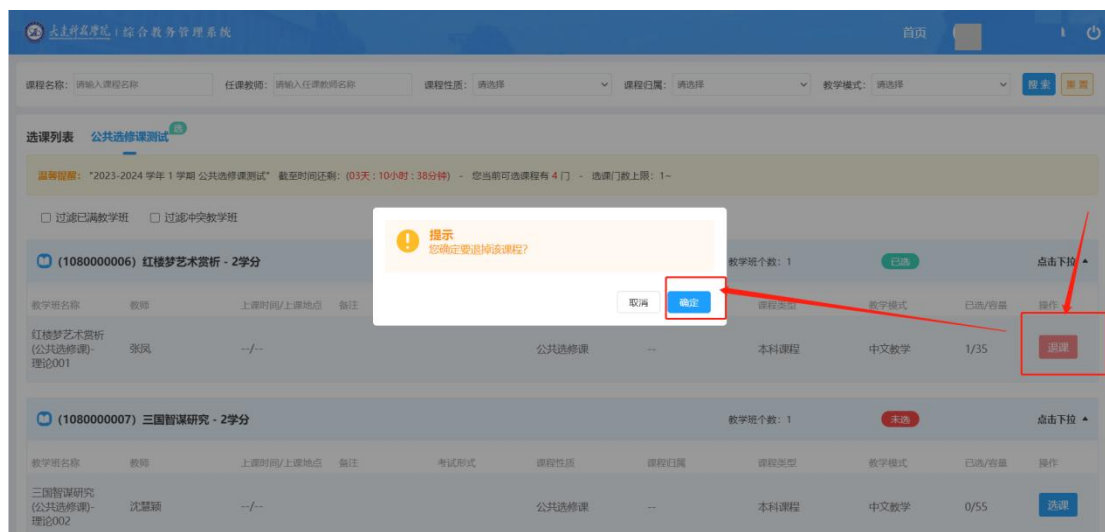 综合教务管理系统 首页
课程名称: 请输入课程名称 任课教师: 请输入任课教师名称 课程性质: 请选择 课程归属: 请选择 教学模式: 请选择 搜索 重置
选课列表 公共选修课测试 选
温馨提醒: "2023-2024 学年 1 学期 公共选修课测试" 截至时间还剩: (03天 : 10小时 : 38分钟) - 您当前可选课程有 4 门 - 选课门数上限: 1~
过滤已满教学班 过滤冲突教学班
提示
您确定要退掉该课程?
取消 确定
(1080000006) 红楼梦艺术赏析 - 2学分 教学班个数: 1 已选 点击下拉
教学班名称 教师 上课时间/上课地点 备注 课程类型 教学模式 已选/容量 操作
红楼梦艺术赏析
(公共选修课)-
理论001
张凤 --/-- 公共选修课 -- 本科课程 中文教学 1/35 退课
(1080000007) 三国智谋研究 - 2学分 教学班个数: 1 未选 点击下拉
教学班名称 教师 上课时间/上课地点 备注 考试形式 课程性质 课程归属 课程类型 教学模式 已选/容量 操作
三国智谋研究
(公共选修课)-
理论002
沈慧颖 --/-- 公共选修课 -- 本科课程 中文教学 0/55 选课